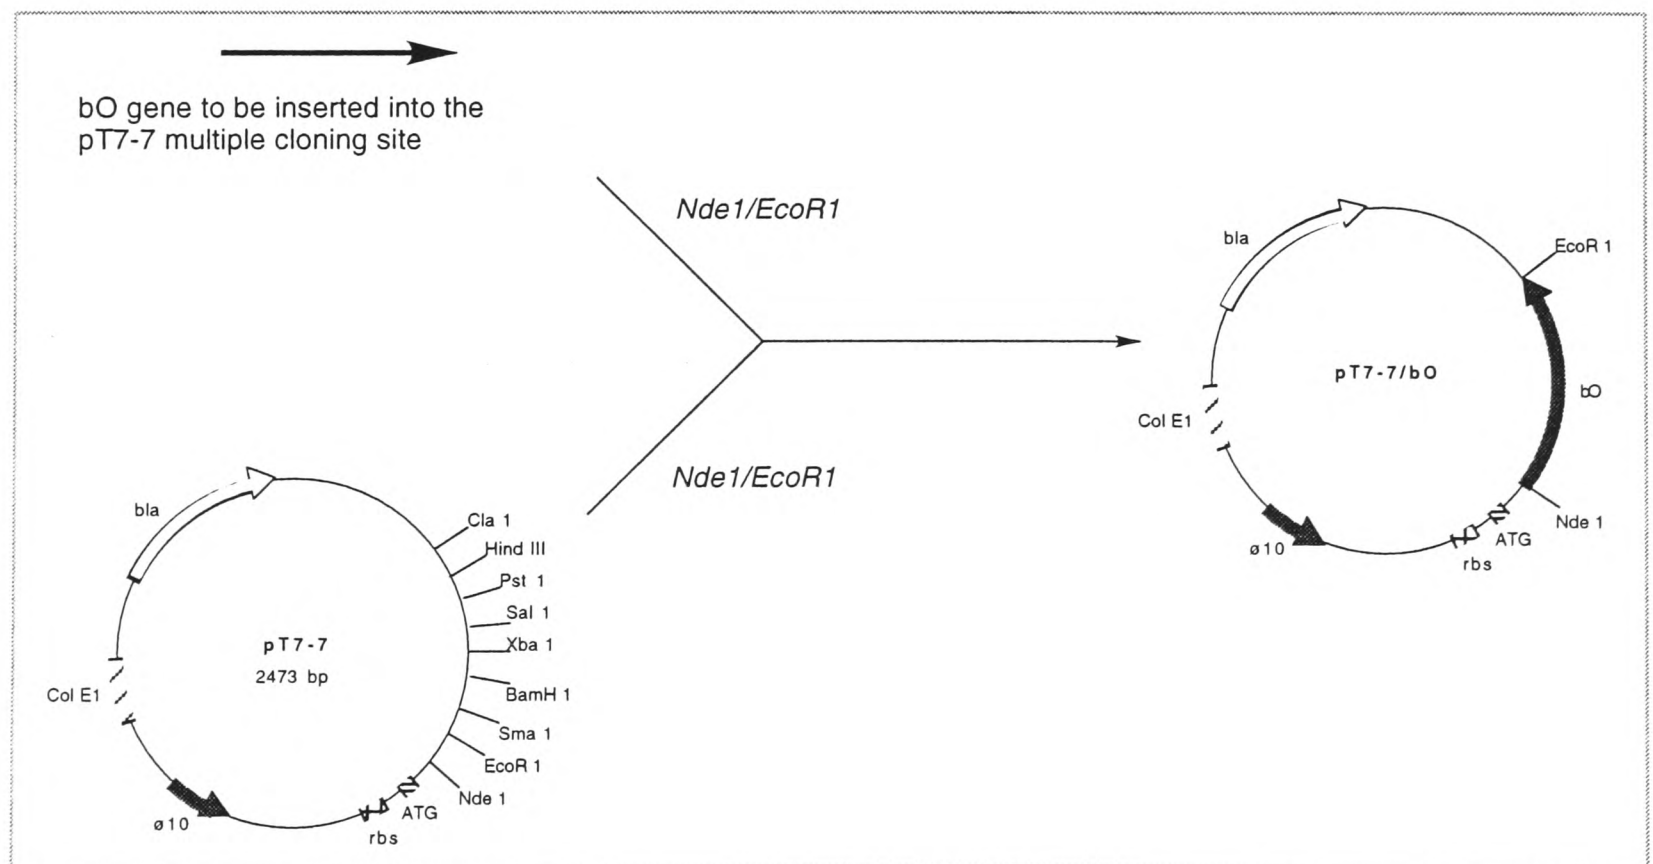 bO gene to be inserted into the
pT7-7 multiple cloning site
Nde1/EcoR1
Nde1/EcoR1
bla
Cla 1
Hind III
Pst 1
Sal 1
Xba 1
BamH 1
Sma 1
EcoR 1
Nde 1
ATG
rbs
ø10
Col E1
pT7-7
2473 bp
bla
EcoR 1
bO
Nde 1
ATG
rbs
ø10
Col E1
pT7-7/bO